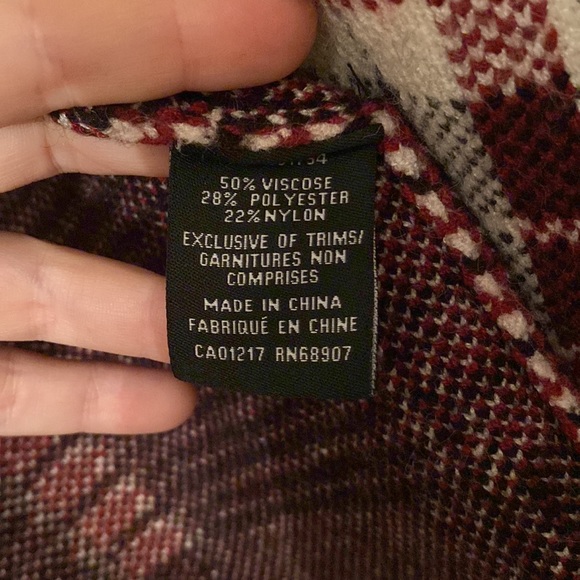 50% VISCOSE
28% POLYESTER
22% NYLON
EXCLUSIVE OF TRIMS/
GARNITURES NON
COMPRISES
MADE IN CHINA
FABRIQUÉ EN CHINE
CA01217 RN68907